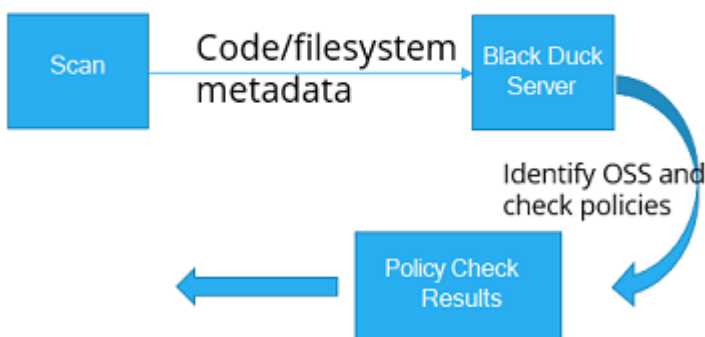 Scan
Code/filesystem
metadata
Black Duck
Server
Identify OSS and
check policies
Policy Check
Results